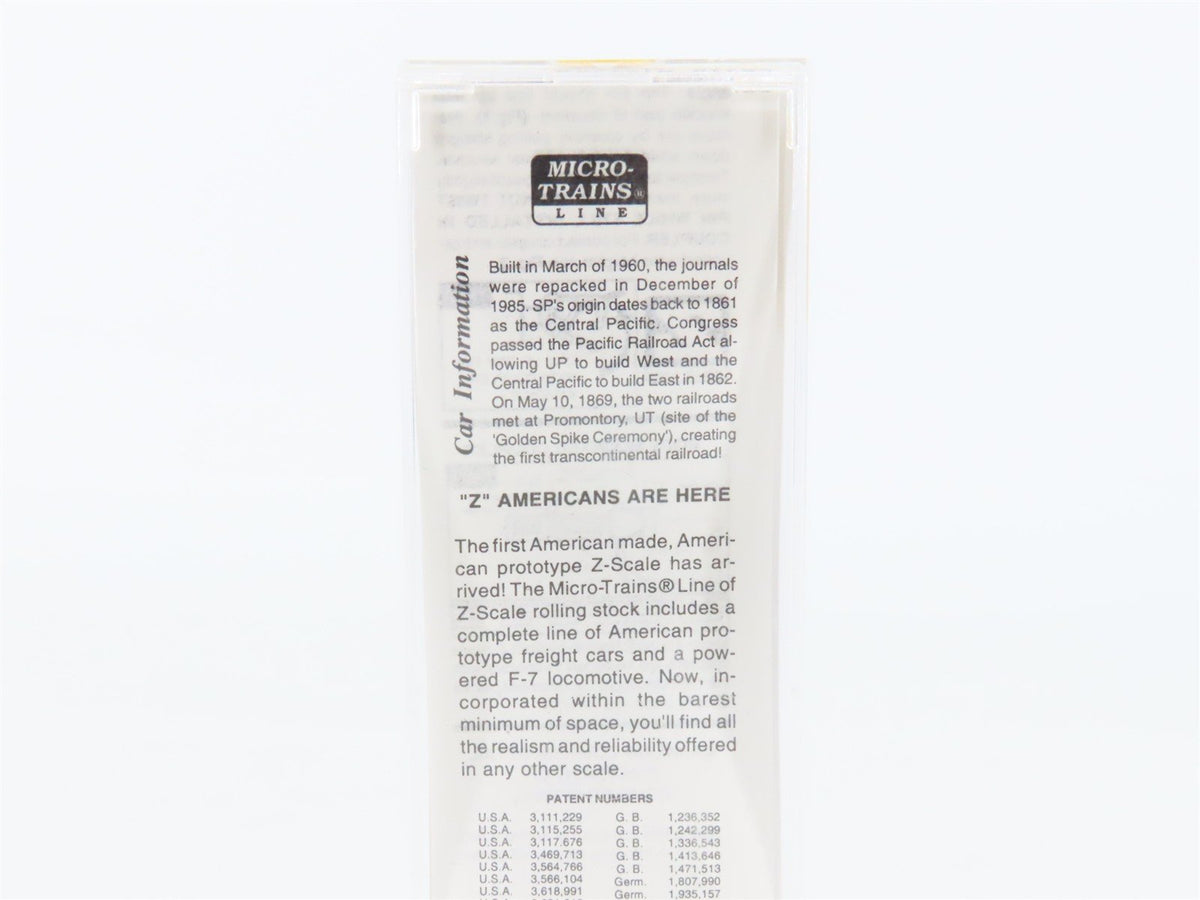 MICRO-
TRAINS®
LINE
Car Information
Built in March of 1960, the journals
were repacked in December of
1985. SP's origin dates back to 1861
as the Central Pacific. Congress
passed the Pacific Railroad Act al-
lowing UP to build West and the
Central Pacific to build East in 1862.
On May 10, 1869, the two railroads
met at Promontory, UT (site of the
'Golden Spike Ceremony'), creating
the first transcontinental railroad!
"Z" AMERICANS ARE HERE
The first American made, Ameri-
can prototype Z-Scale has ar-
rived! The Micro-Trains® Line of
Z-Scale rolling stock includes a
complete line of American pro-
totype freight cars and a pow-
ered F-7 locomotive. Now, in-
corporated within the barest
minimum of space, you'll find all
the realism and reliability offered
in any other scale.
PATENT NUMBERS
U.S.A. 3,111,229 G. B. 1,236,352
U.S.A. 3,115,255 G. B. 1,242,299
U.S.A. 3,117,676 G. B. 1,336,543
U.S.A. 3,469,713 G. B. 1,413,646
U.S.A. 3,564,766 G. B. 1,471,513
U.S.A. 3,566,104 Germ. 1,807,990
U.S.A. 3,618,991 Germ. 1,935,157